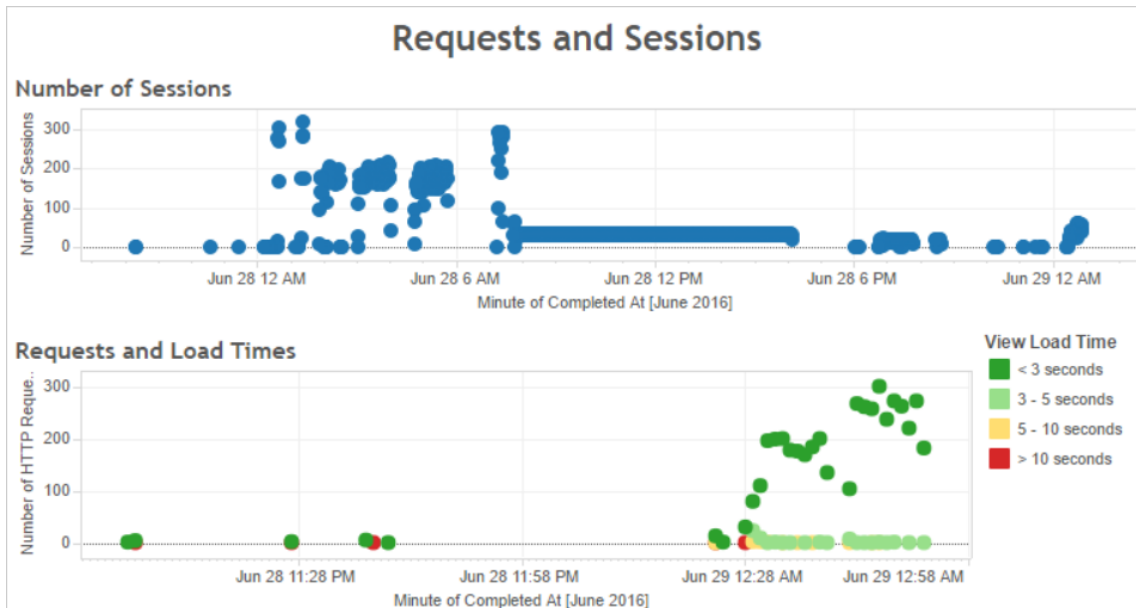 Requests and Sessions
Number of Sessions
Number of Sessions
300
200
100
0
Jun 28 12 AM
Jun 28 6 AM
Jun 28 12 PM
Jun 28 6 PM
Jun 29 12 AM
Minute of Completed At [June 2016]
Requests and Load Times
Number of HTTP Reque..
300
200
100
0
Jun 28 11:28 PM
Jun 28 11:58 PM
Jun 29 12:28 AM
Jun 29 12:58 AM
Minute of Completed At [June 2016]
View Load Time
< 3 seconds
3 - 5 seconds
5 - 10 seconds
> 10 seconds